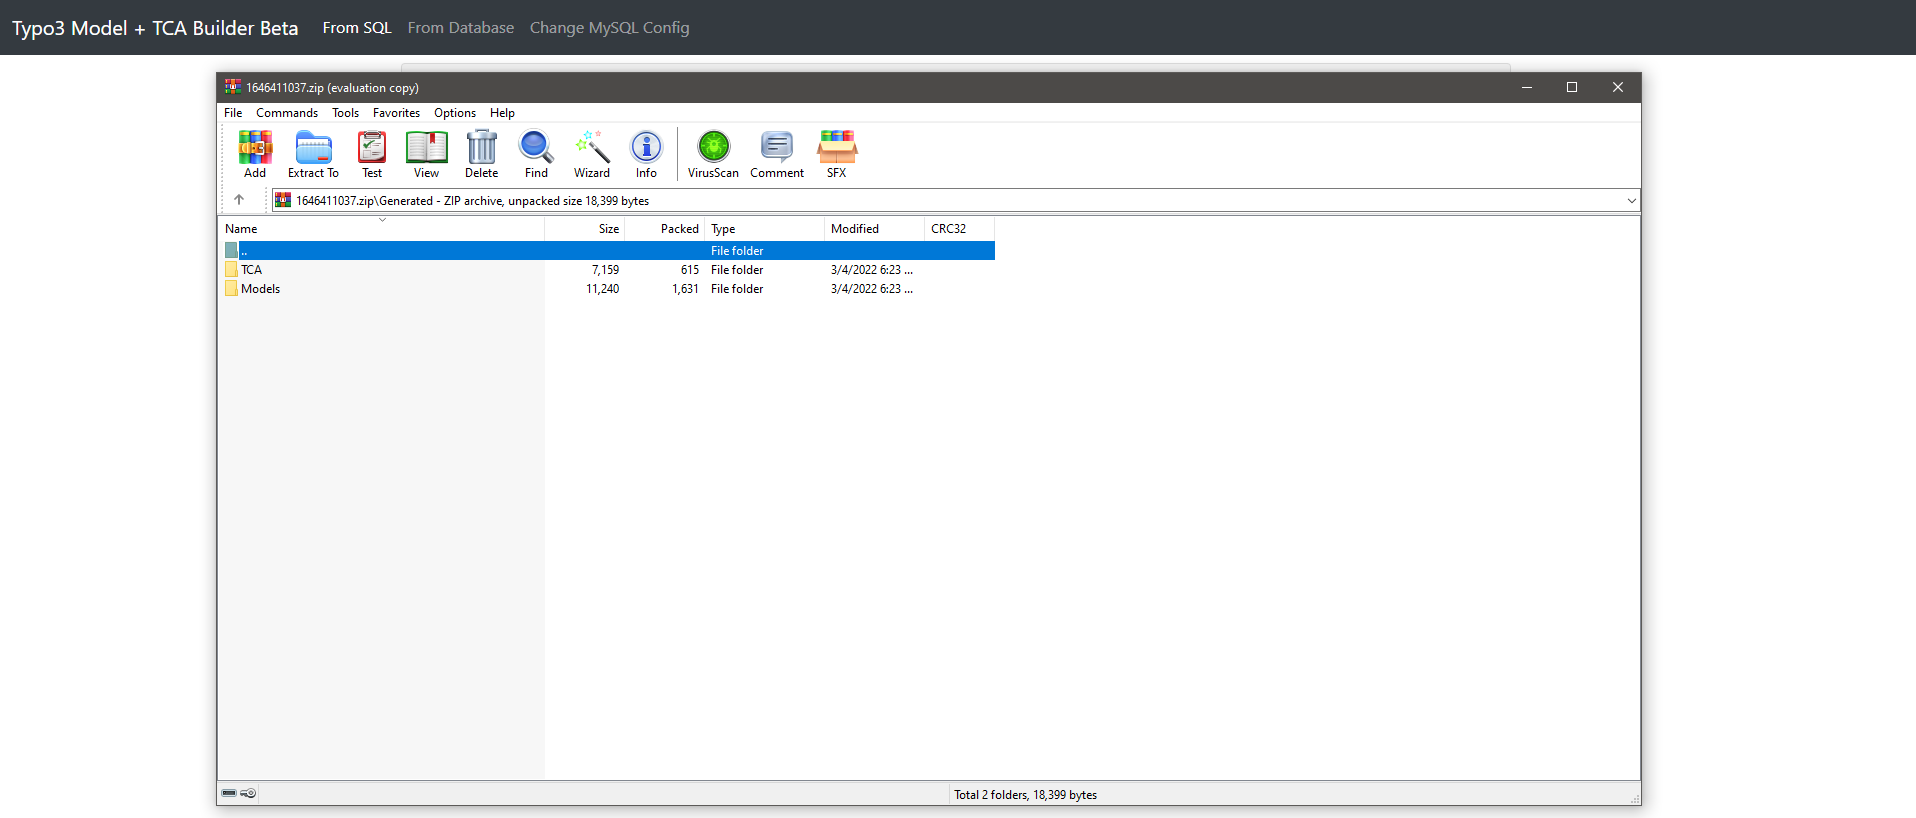 Typo3 Model + TCA Builder Beta From SQL From Database Change MySQL Config
1646411037.zip (evaluation copy)
File Commands Tools Favorites Options Help
Add Extract To Test View Delete Find Wizard Info VirusScan Comment SFX
1646411037.zip\Generated - ZIP archive, unpacked size 18,399 bytes
Name Size Packed Type Modified CRC32
.. File folder
TCA 7,159 615 File folder 3/4/2022 6:23 ...
Models 11,240 1,631 File folder 3/4/2022 6:23 ...
Total 2 folders, 18,399 bytes